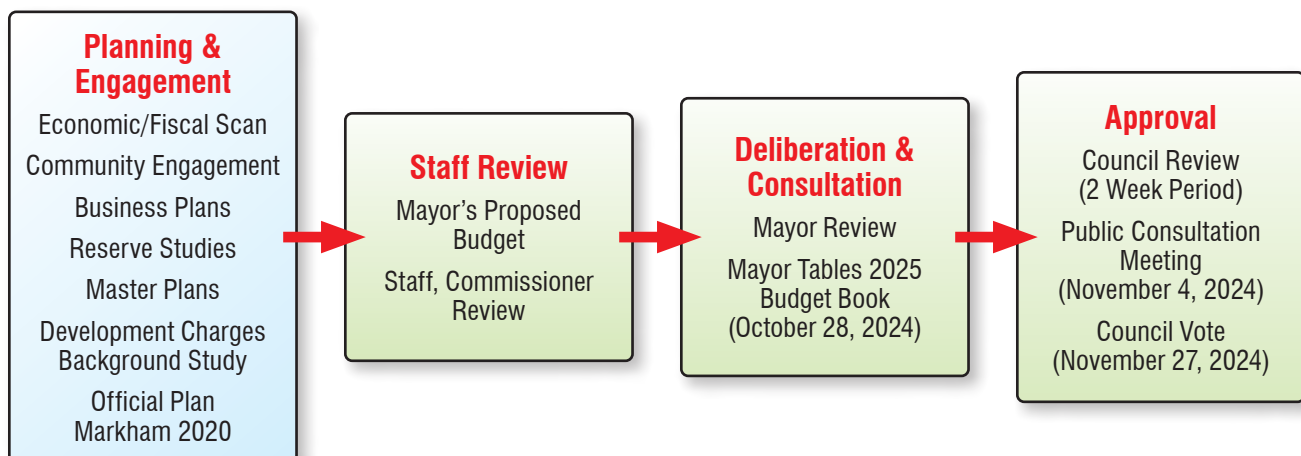 Planning &
Engagement
Economic/Fiscal Scan
Community Engagement
Business Plans
Reserve Studies
Master Plans
Development Charges
Background Study
Official Plan
Markham 2020
Staff Review
Mayor’s Proposed
Budget
Staff, Commissioner
Review
Deliberation &
Consultation
Mayor Review
Mayor Tables 2025
Budget Book
(October 28, 2024)
Approval
Council Review
(2 Week Period)
Public Consultation
Meeting
(November 4, 2024)
Council Vote
(November 27, 2024)